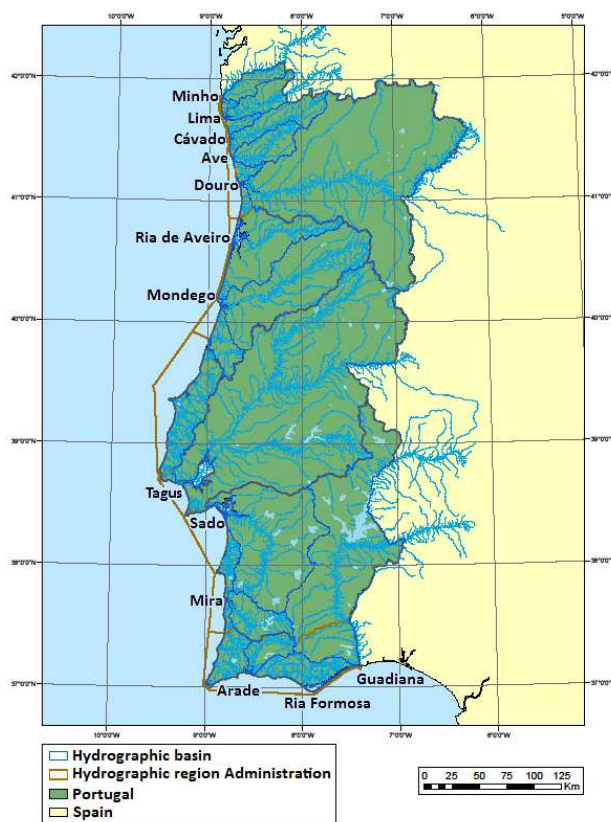 10°0'0"W 9°0'0"W 8°0'0"W 7°0'0"W 6°0'0"W 5°0'0"W
42°0'0"N 42°0'0"N
Minho
Lima
Cávado
Ave
Douro
41°0'0"N 41°0'0"N
Ria de Aveiro
Mondego
40°0'0"N 40°0'0"N
39°0'0"N 39°0'0"N
Tagus
Sado
38°0'0"N 38°0'0"N
Mira
Guadiana
37°0'0"N 37°0'0"N
Arade
Ria Formosa
10°0'0"W 9°0'0"W 8°0'0"W 7°0'0"W 6°0'0"W
Hydrographic basin
Hydrographic region Administration
Portugal
Spain
0 25 50 75 100 125
Km